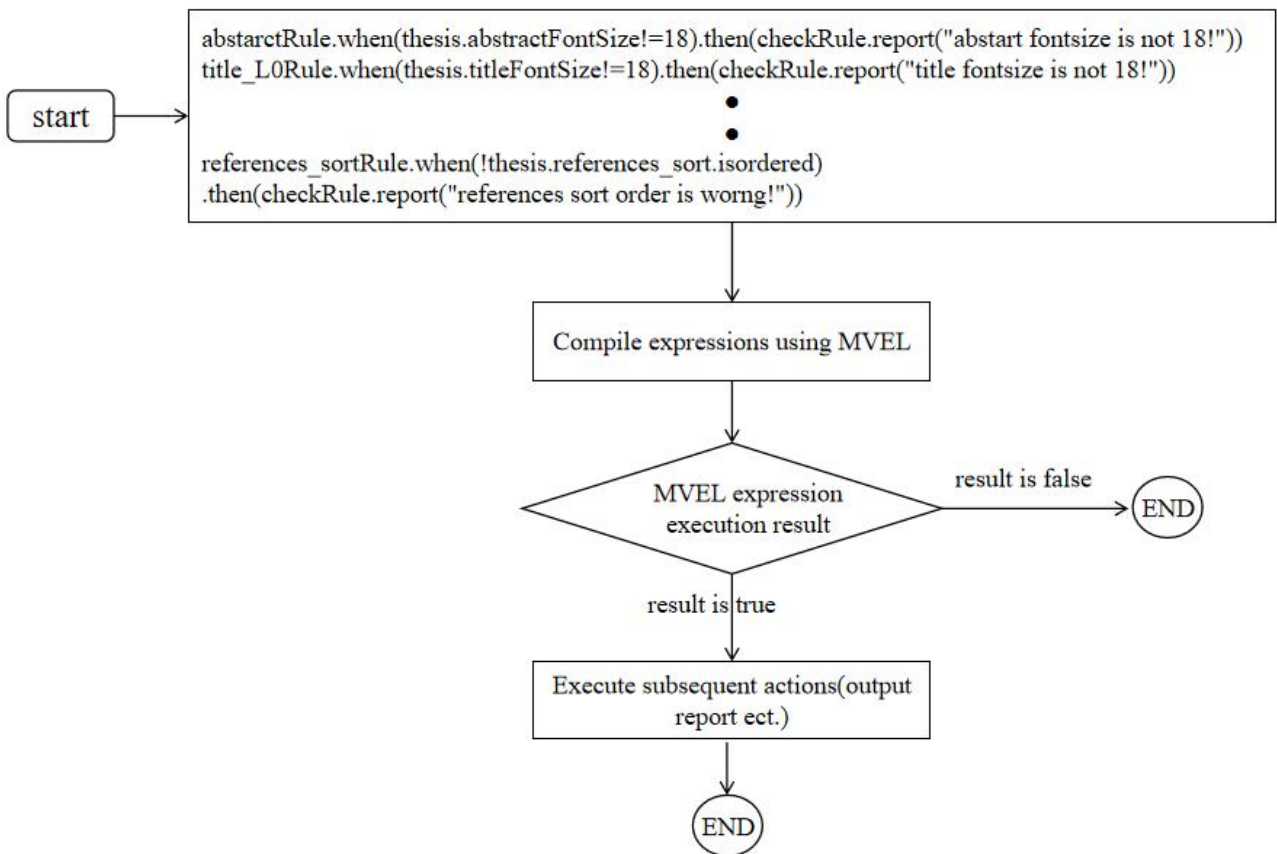 abstarctRule.when(thesis.abstractFontSize!=18).then(checkRule.report("abstart fontsize is not 18!"))
title_L0Rule.when(thesis.titleFontSize!=18).then(checkRule.report("title fontsize is not 18!"))
start
references_sortRule.when(!thesis.references_sort.isordered)
.then(checkRule.report("references sort order is worng!"))
Compile expressions using MVEL
MVEL expression
execution result
result is false
END
result is true
Execute subsequent actions(output
report ect.)
END